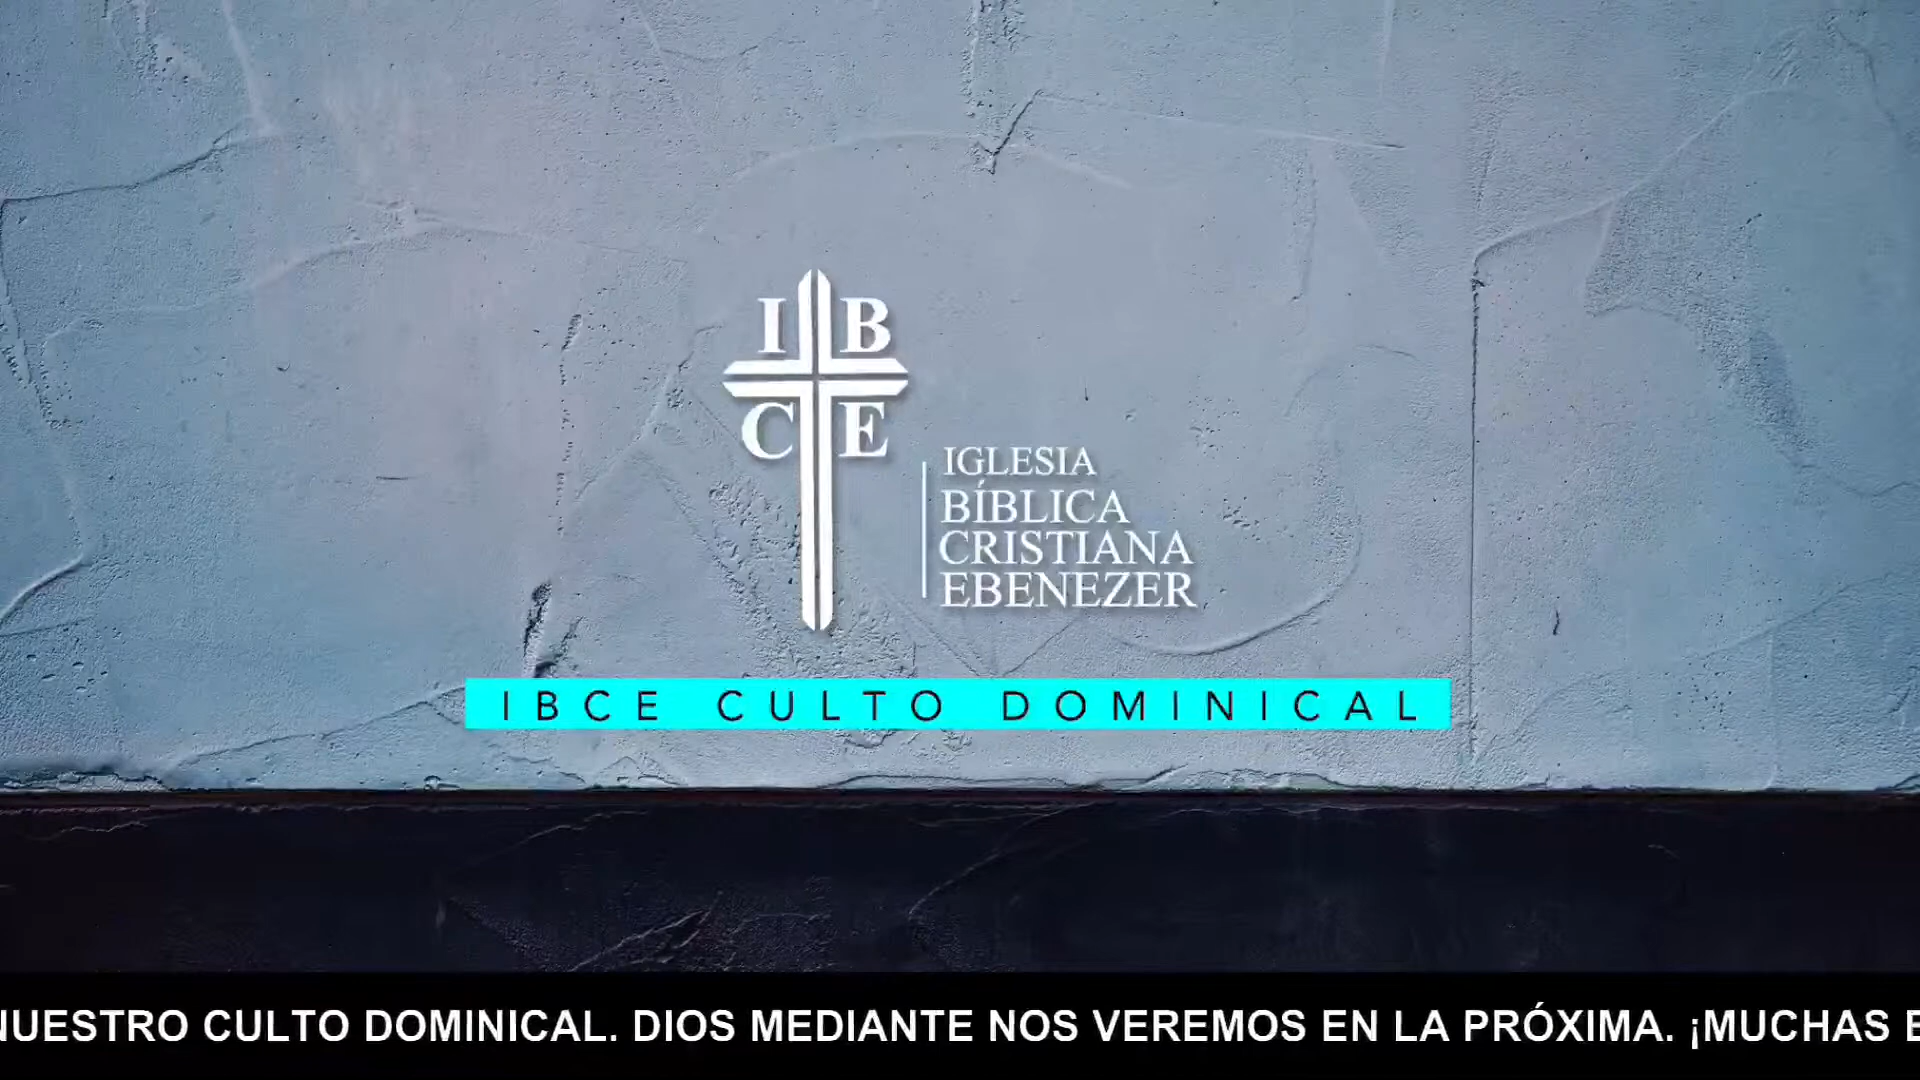 I B
C E
IGLESIA
BÍBLICA
CRISTIANA
EBENEZER
IBCE CULTO DOMINICAL
NUESTRO CULTO DOMINICAL. DIOS MEDIANTE NOS VEREMOS EN LA PRÓXIMA. ¡MUCHAS